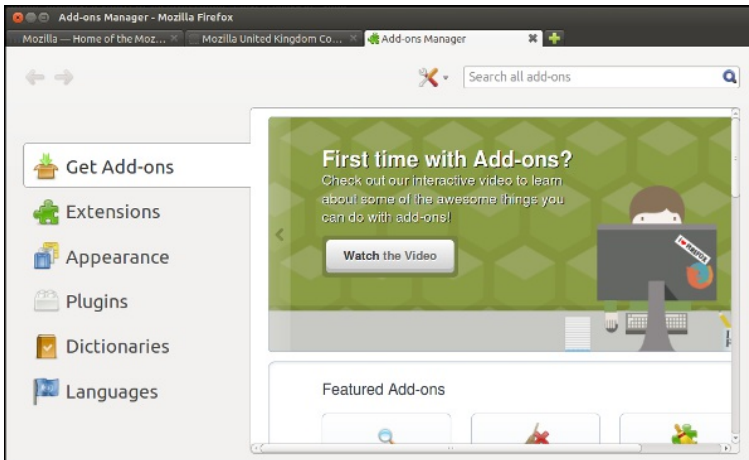 Add-ons Manager - Mozilla Firefox
Mozilla — Home of the Moz...
Mozilla United Kingdom Co...
Add-ons Manager
Search all add-ons
Get Add-ons
Extensions
Appearance
Plugins
Dictionaries
Languages
First time with Add-ons?
Check out our interactive video to learn
about some of the awesome things you
can do with add-ons!
Watch the Video
I ♥ FIREFOX
Featured Add-ons